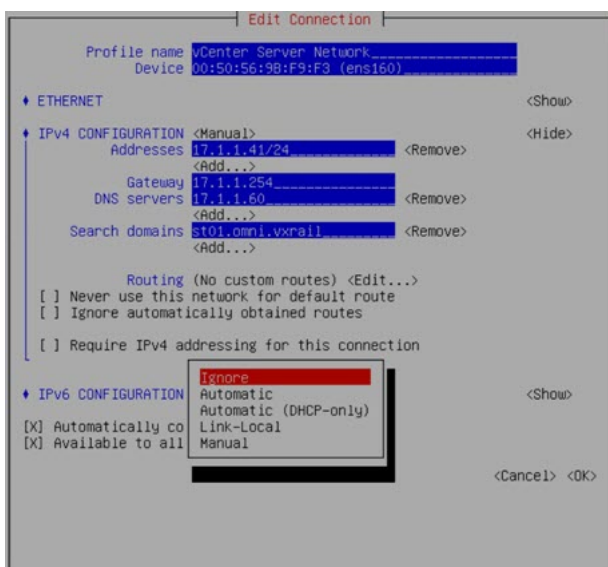 Edit Connection
Profile name vCenter Server Network
Device 00:50:56:9B:F9:F3 (ens160)
♦ ETHERNET <Show>
♦ IPv4 CONFIGURATION <Manual> <Hide>
Addresses 17.1.1.41/24 <Remove>
<Add...>
Gateway 17.1.1.254
DNS servers 17.1.1.60 <Remove>
<Add...>
Search domains st01.omni.vxrail <Remove>
<Add...>
Routing (No custom routes) <Edit...>
[ ] Never use this network for default route
[ ] Ignore automatically obtained routes
[ ] Require IPv4 addressing for this connection
Ignore
♦ IPv6 CONFIGURATION Automatic <Show>
Automatic (DHCP-only)
[X] Automatically co Link-Local
[X] Available to all Manual
<Cancel> <OK>